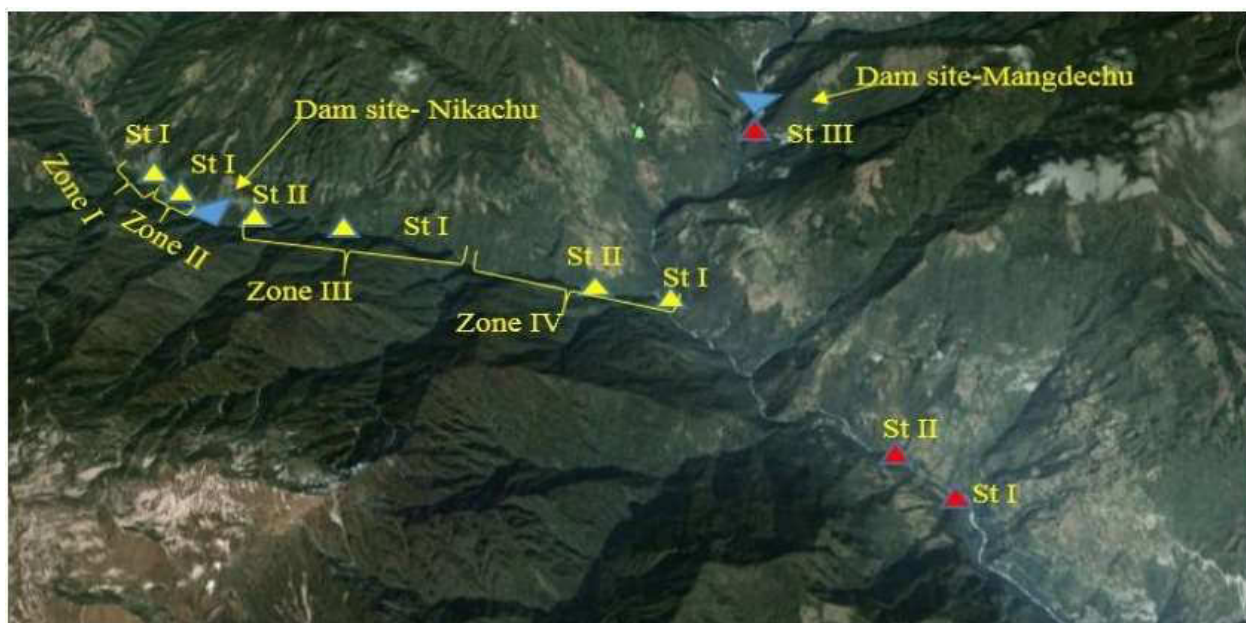 Dam site-Mangdechu
Dam site- Nikachu
St III
St I
St I
St II
Zone I
Zone II
St I
St II
St I
Zone III
Zone IV
St II
St I